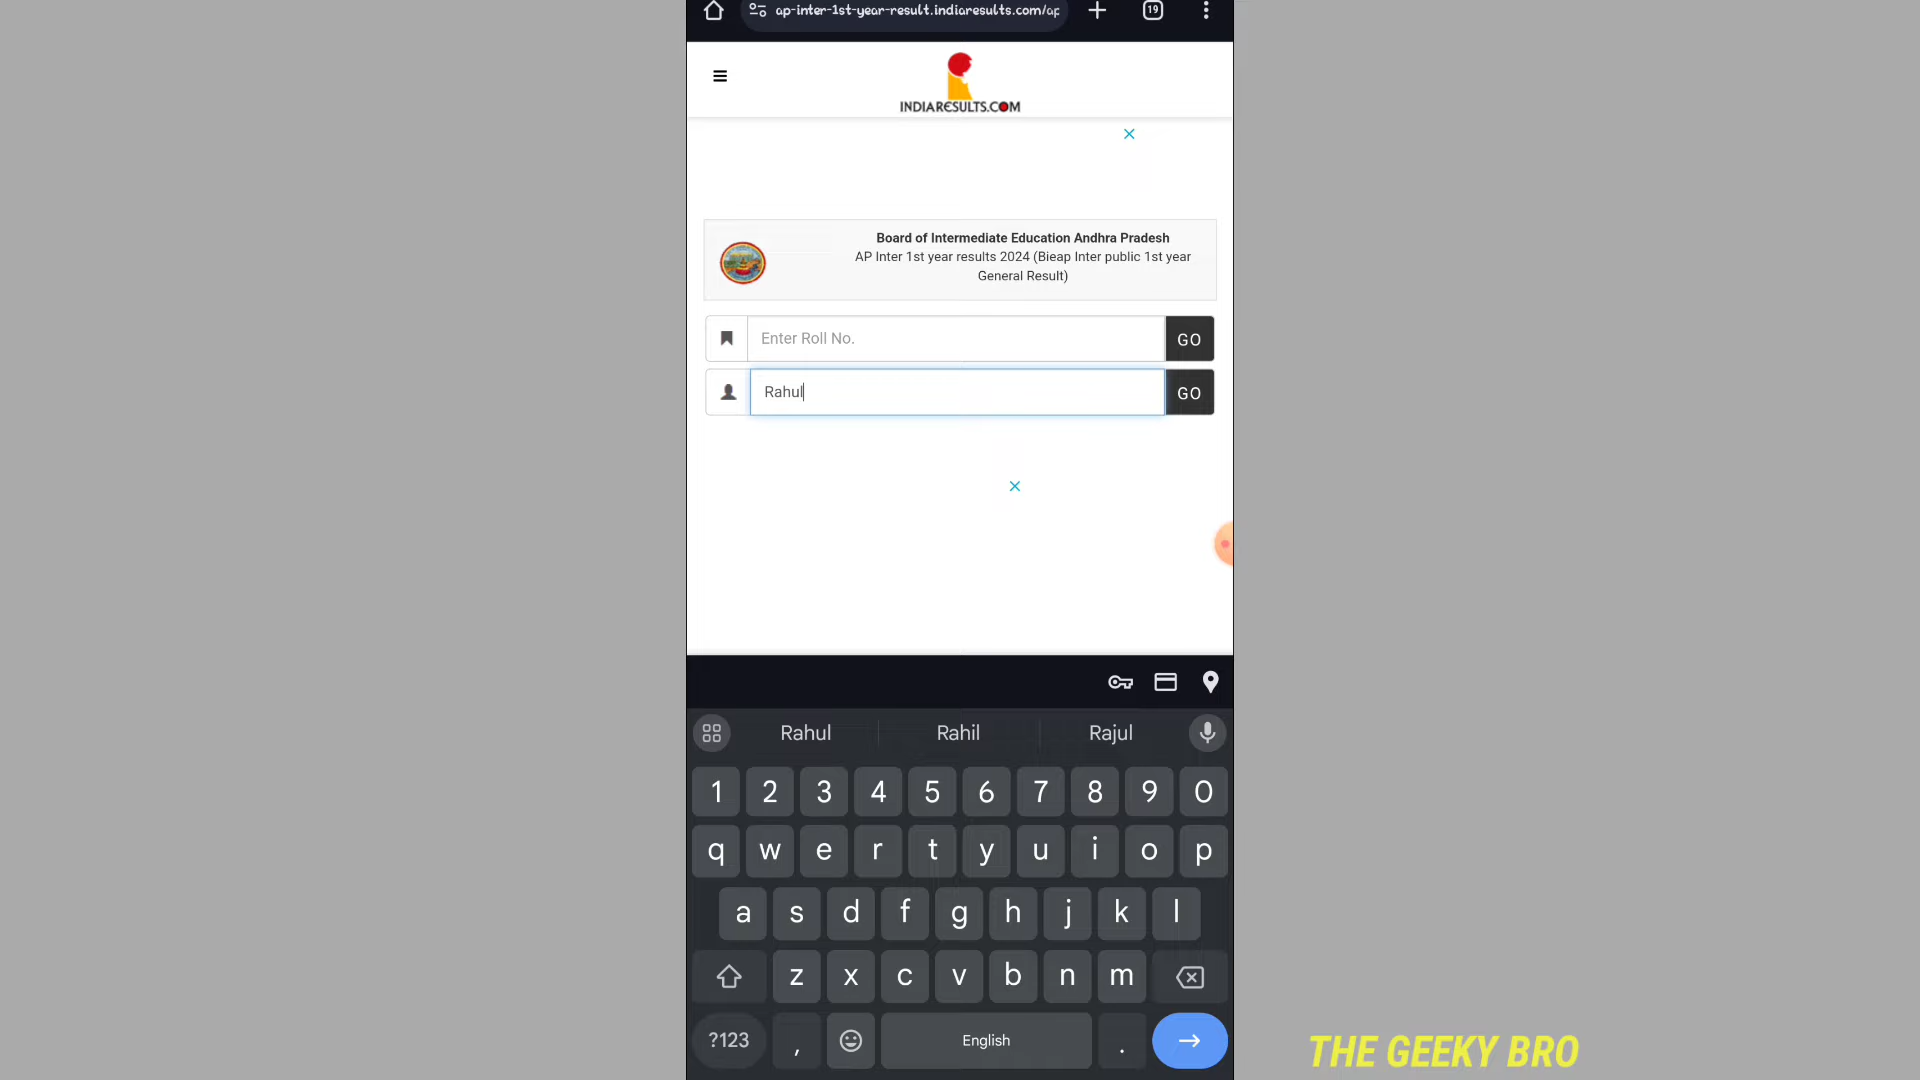 ap-inter-1st-year-result.indiaresults.com/ap
19
INDIARESULTS.COM
Board of Intermediate Education Andhra Pradesh
AP Inter 1st year results 2024 (Bieap Inter public 1st year
General Result)
Enter Roll No.
GO
Rahul
GO
Rahul Rahil Rajul
1 2 3 4 5 6 7 8 9 0
q w e r t y u i o p
a s d f g h j k l
z x c v b n m
?123 , English .
THE GEEKY BRO